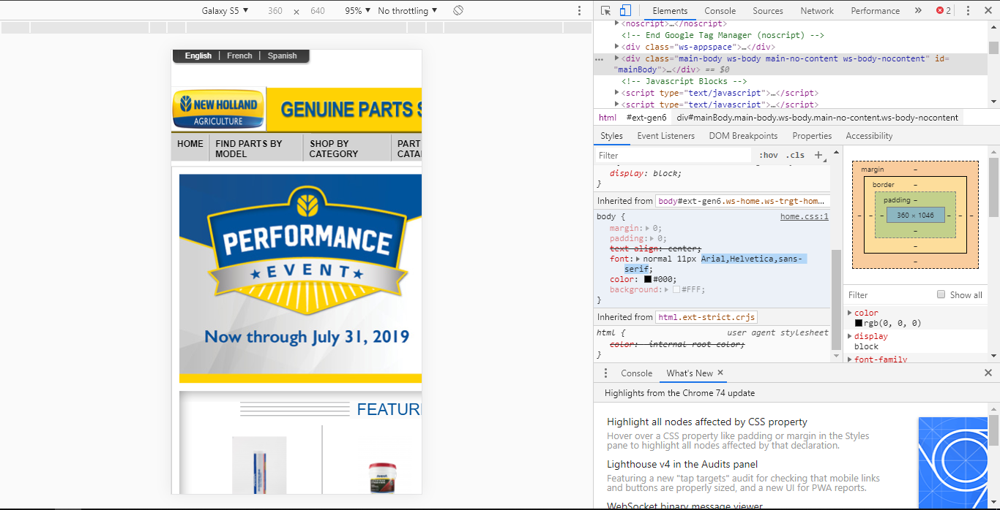 Galaxy S5 ▼ 360 × 640 95% ▼ No throttling ▼
English | French | Spanish
NEW HOLLAND
AGRICULTURE
GENUINE PARTS S
HOME
FIND PARTS BY
MODEL
SHOP BY
CATEGORY
PART
CATA
PERFORMANCE
EVENT
Now through July 31, 2019
FEATUR
Elements Console Sources Network Performance » 2
<noscript>…</noscript>
<!-- End Google Tag Manager (noscript) -->
<div class="ws-appspace">…</div>
… <div class="main-body ws-body main-no-content ws-body-nocontent" id=
"mainBody">…</div> == $0
<!-- Javascript Blocks -->
<script type="text/javascript">…</script>
<script type="text/javascript">…</script>
html #ext-gen6 div#mainBody.main-body.ws-body.main-no-content.ws-body-nocontent
Styles Event Listeners DOM Breakpoints Properties Accessibility
Filter :hov .cls +
display: block;
}
Inherited from body#ext-gen6.ws-home.ws-trgt-hom…
body { home.css:1
margin: 0;
padding: 0;
text-align: center;
font: normal 11px Arial,Helvetica,sans-
serif;
color: #000;
background: #FFF;
}
Inherited from html.ext-strict.crjs
html { user agent stylesheet
color: -internal-root-color;
}
margin –
border –
padding –
– – – 360 × 1046 – – –
–
–
–
Filter Show all
color
rgb(0, 0, 0)
display
block
font-family
Console What's New ×
Highlights from the Chrome 74 update
Highlight all nodes affected by CSS property
Hover over a CSS property like padding or margin in the Styles
pane to highlight all nodes affected by that declaration.
Lighthouse v4 in the Audits panel
Featuring a new "tap targets" audit for checking that mobile links
and buttons are properly sized, and a new UI for PWA reports.
WebSocket binary message viewer